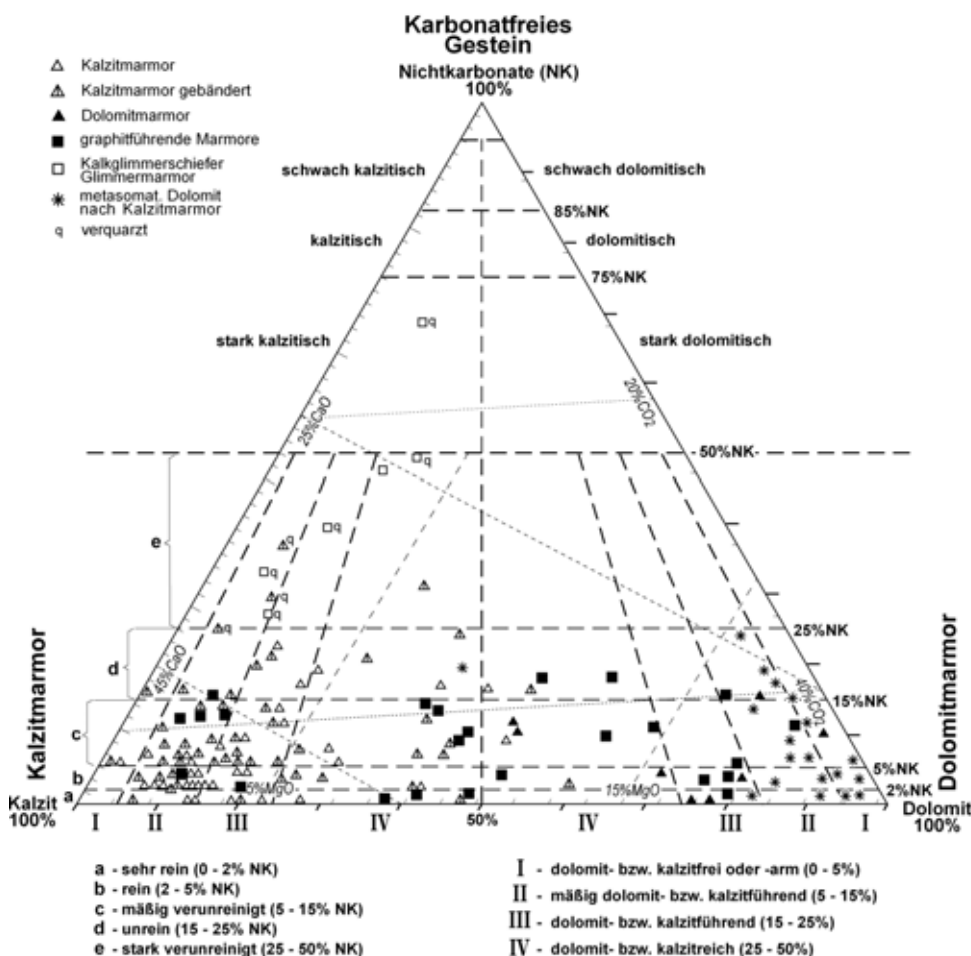 Karbonatfreies
Gestein
Nichtkarbonate (NK)
100%
Kalzitmarmor
Kalzitmarmor gebändert
Dolomitmarmor
graphitführende Marmore
Kalkglimmerschiefer
Glimmermarmor
metasomat. Dolomit
nach Kalzitmarmor
q verquarzt
schwach kalzitisch
schwach dolomitisch
85%NK
kalzitisch
dolomitisch
75%NK
q
stark kalzitisch
stark dolomitisch
25%CaO
20%CO2
50%NK
q
q
e
q
q
q
q
q
25%NK
d
45%CaO
40%CO2
15%NK
c
5%NK
b
5%MgO
15%MgO
2%NK
a
Kalzitmarmor
Dolomitmarmor
Kalzit
100%
Dolomit
100%
I II III IV 50% IV III II I
a - sehr rein (0 - 2% NK)
b - rein (2 - 5% NK)
c - mäßig verunreinigt (5 - 15% NK)
d - unrein (15 - 25% NK)
e - stark verunreinigt (25 - 50% NK)
I - dolomit- bzw. kalzitfrei oder -arm (0 - 5%)
II - mäßig dolomit- bzw. kalzitführend (5 - 15%)
III - dolomit- bzw. kalzitführend (15 - 25%)
IV - dolomit- bzw. kalzitreich (25 - 50%)